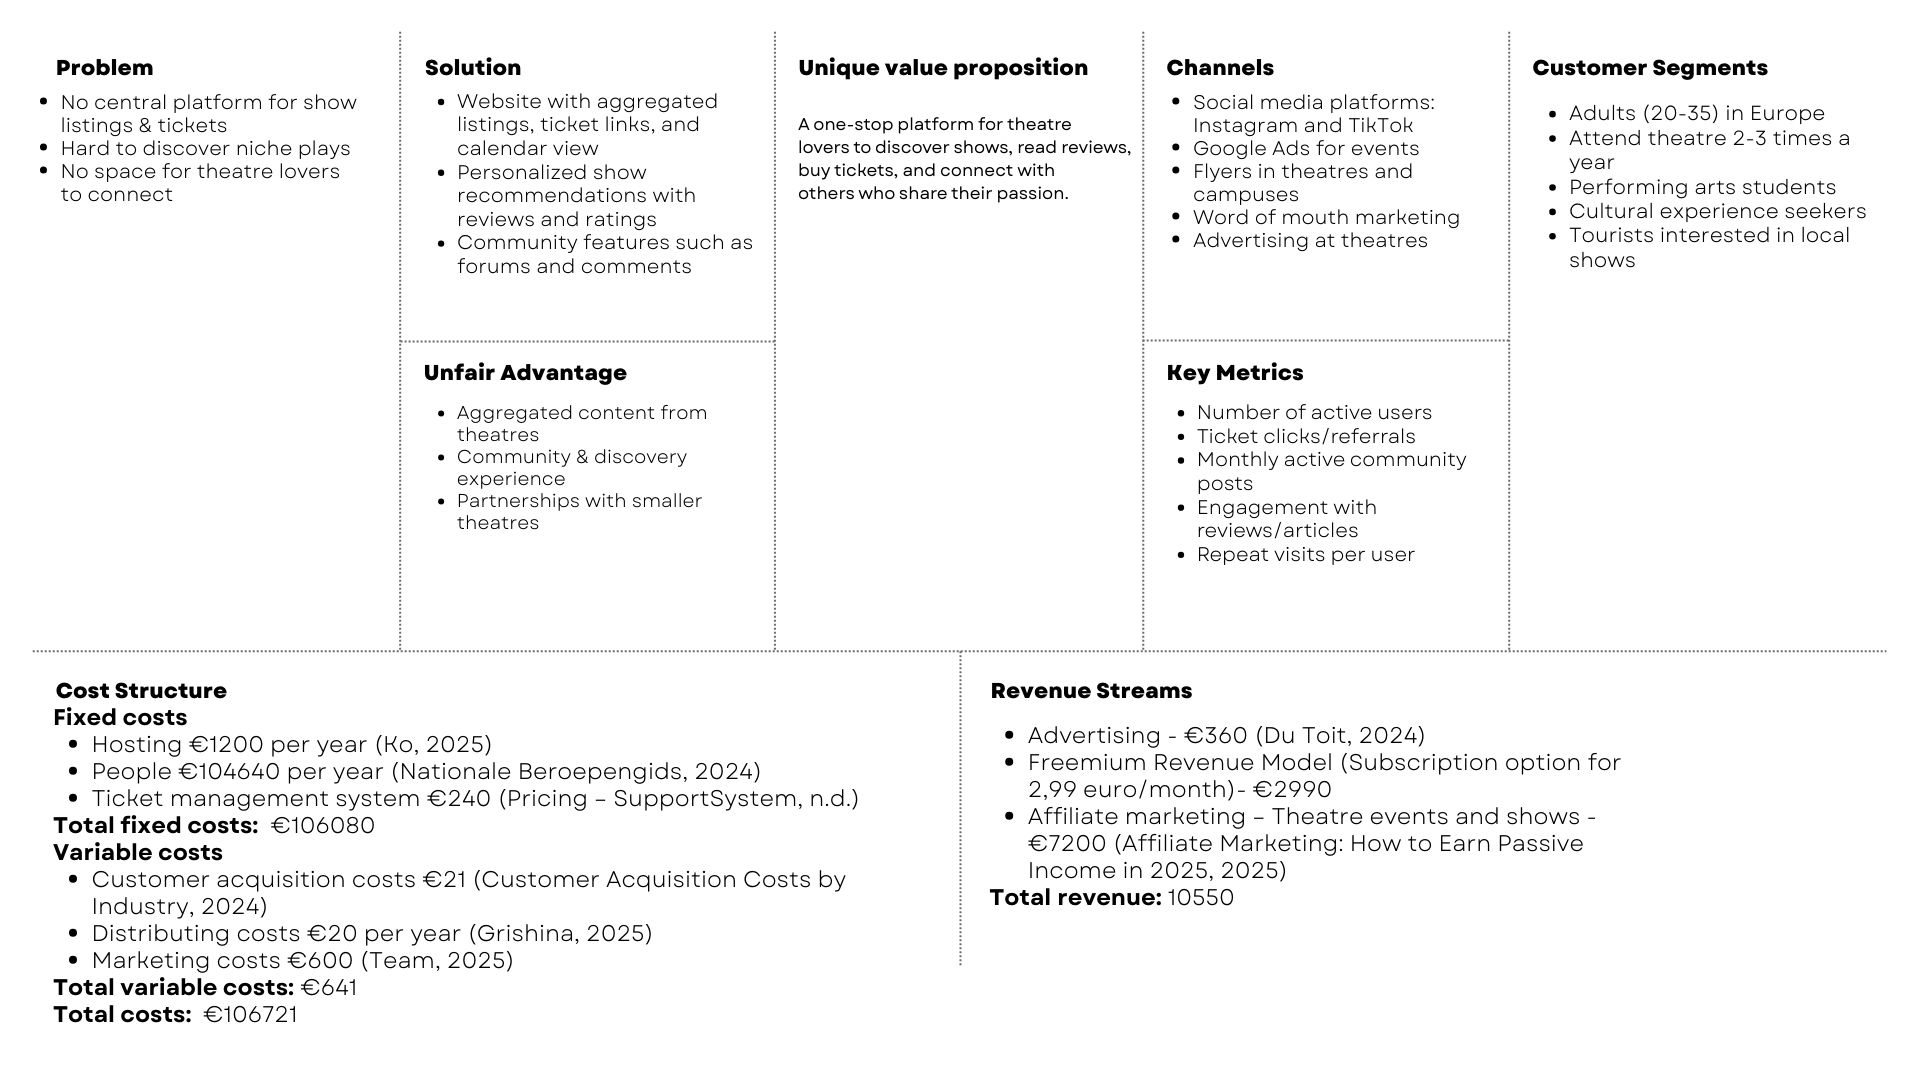 Problem
• No central platform for show
listings & tickets
• Hard to discover niche plays
• No space for theatre lovers
to connect
Solution
• Website with aggregated
listings, ticket links, and
calendar view
• Personalized show
recommendations with
reviews and ratings
• Community features such as
forums and comments
Unfair Advantage
• Aggregated content from
theatres
• Community & discovery
experience
• Partnerships with smaller
theatres
Unique value proposition
A one-stop platform for theatre
lovers to discover shows, read reviews,
buy tickets, and connect with
others who share their passion.
Channels
• Social media platforms:
Instagram and TikTok
• Google Ads for events
• Flyers in theatres and
campuses
• Word of mouth marketing
• Advertising at theatres
Key Metrics
• Number of active users
• Ticket clicks/referrals
• Monthly active community
posts
• Engagement with
reviews/articles
• Repeat visits per user
Customer Segments
• Adults (20-35) in Europe
• Attend theatre 2-3 times a
year
• Performing arts students
• Cultural experience seekers
• Tourists interested in local
shows
Cost Structure
Fixed costs
• Hosting €1200 per year (Ko, 2025)
• People €104640 per year (Nationale Beroepengids, 2024)
• Ticket management system €240 (Pricing – SupportSystem, n.d.)
Total fixed costs: €106080
Variable costs
• Customer acquisition costs €21 (Customer Acquisition Costs by
Industry, 2024)
• Distributing costs €20 per year (Grishina, 2025)
• Marketing costs €600 (Team, 2025)
Total variable costs: €641
Total costs: €106721
Revenue Streams
• Advertising - €360 (Du Toit, 2024)
• Freemium Revenue Model (Subscription option for
2,99 euro/month)- €2990
• Affiliate marketing – Theatre events and shows -
€7200 (Affiliate Marketing: How to Earn Passive
Income in 2025, 2025)
Total revenue: 10550